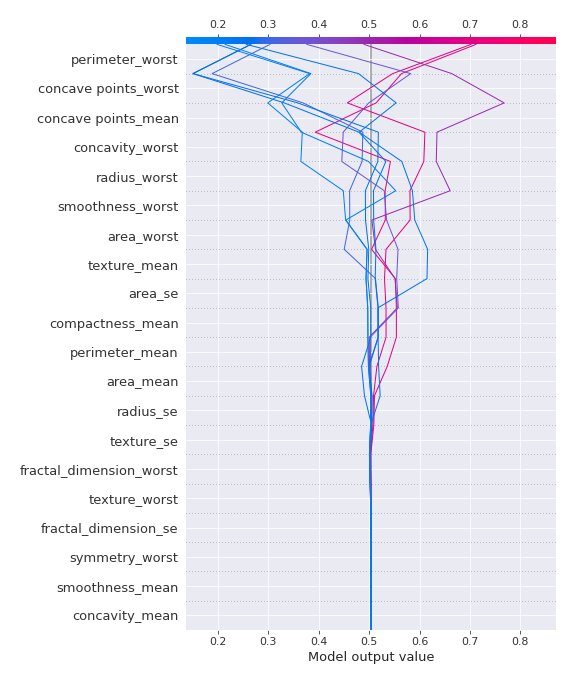 0.2 0.3 0.4 0.5 0.6 0.7 0.8
perimeter_worst
concave points_worst
concave points_mean
concavity_worst
radius_worst
smoothness_worst
area_worst
texture_mean
area_se
compactness_mean
perimeter_mean
area_mean
radius_se
texture_se
fractal_dimension_worst
texture_worst
fractal_dimension_se
symmetry_worst
smoothness_mean
concavity_mean
0.2 0.3 0.4 0.5 0.6 0.7 0.8
Model output value